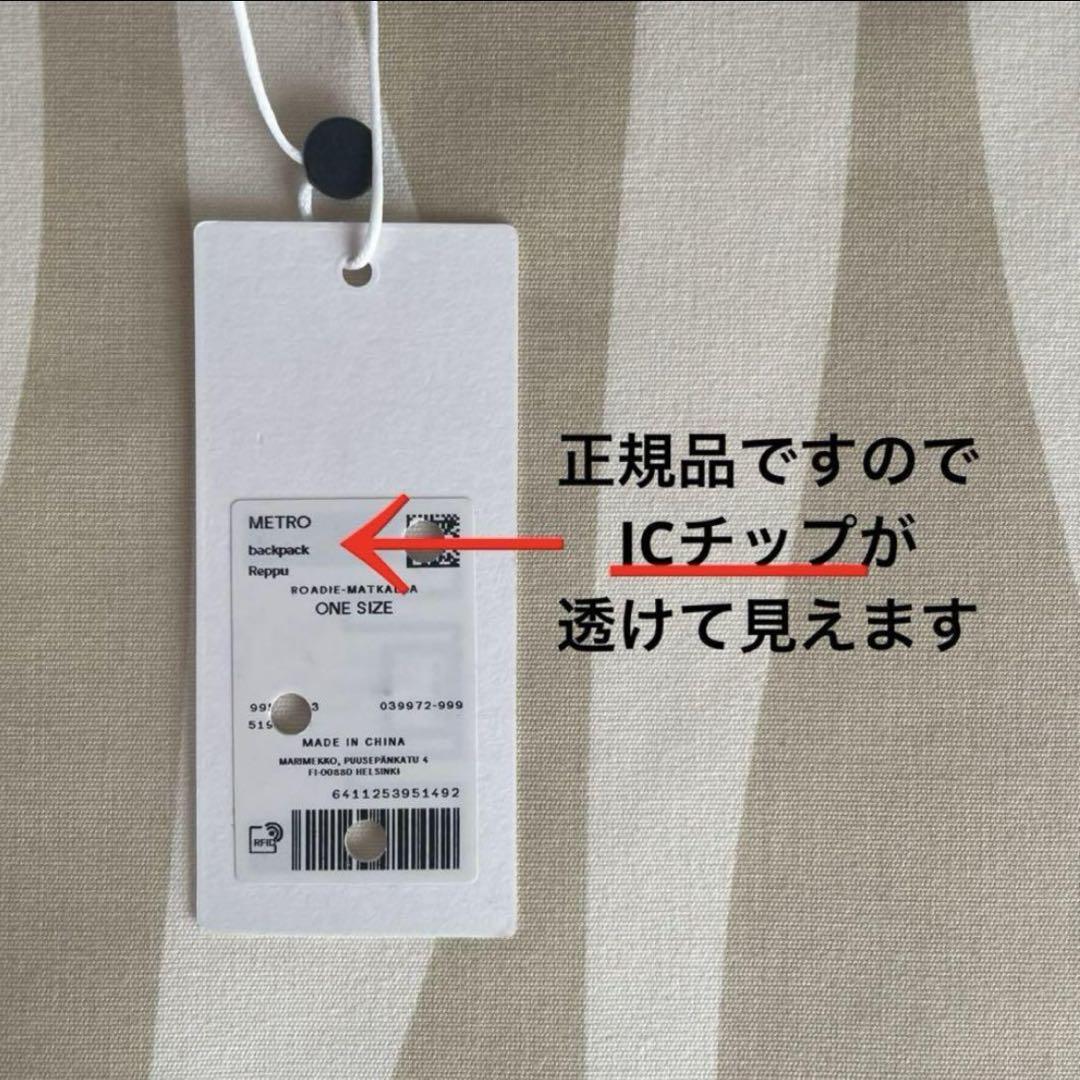 METRO
backpack
Reppu
ONE SIZE
039972-999
MADE IN CHINA
MARIMEKKO, PUUSEPÄNKATU 4
FI-00880 HELSINKI
6411253951492
RFID
正規品ですので
ICチップが
透けて見えます